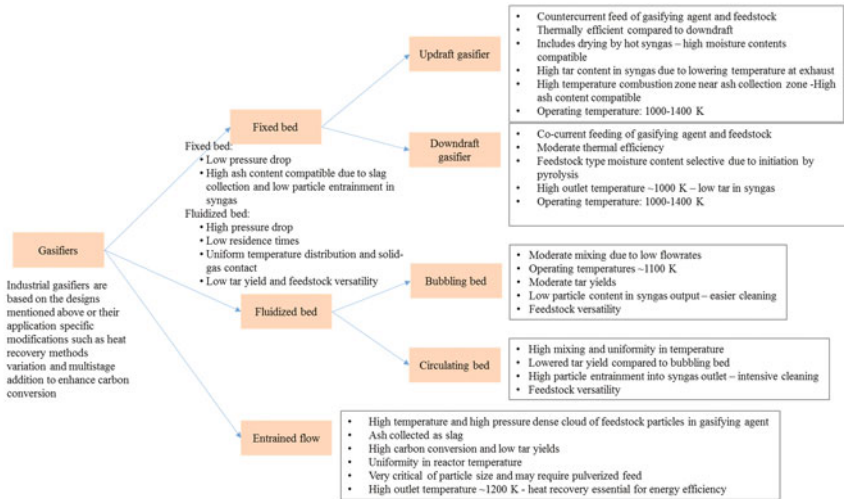 Gasifiers
Industrial gasifiers are
based on the designs
mentioned above or their
application specific
modifications such as heat
recovery methods
variation and multistage
addition to enhance carbon
conversion
Fixed bed
Fixed bed:
• Low pressure drop
• High ash content compatible due to slag
collection and low particle entrainment in
syngas
Fluidized bed:
• High pressure drop
• Low residence times
• Uniform temperature distribution and solid-
gas contact
• Low tar yield and feedstock versatility
Fluidized bed
Entrained flow
Updraft gasifier
• Countercurrent feed of gasifying agent and feedstock
• Thermally efficient compared to downdraft
• Includes drying by hot syngas – high moisture contents
compatible
• High tar content in syngas due to lowering temperature at exhaust
• High temperature combustion zone near ash collection zone -High
ash content compatible
• Operating temperature: 1000-1400 K
Downdraft
gasifier
• Co-current feeding of gasifying agent and feedstock
• Moderate thermal efficiency
• Feedstock type moisture content selective due to initiation by
pyrolysis
• High outlet temperature ~1000 K – low tar in syngas
• Operating temperature: 1000-1400 K
Bubbling bed
• Moderate mixing due to low flowrates
• Operating temperatures ~1100 K
• Moderate tar yields
• Low particle content in syngas output – easier cleaning
• Feedstock versatility
Circulating bed
• High mixing and uniformity in temperature
• Lowered tar yield compared to bubbling bed
• High particle entrainment into syngas outlet – intensive cleaning
• Feedstock versatility
• High temperature and high pressure dense cloud of feedstock particles in gasifying agent
• Ash collected as slag
• High carbon conversion and low tar yields
• Uniformity in reactor temperature
• Very critical of particle size and may require pulverized feed
• High outlet temperature ~1200 K - heat recovery essential for energy efficiency